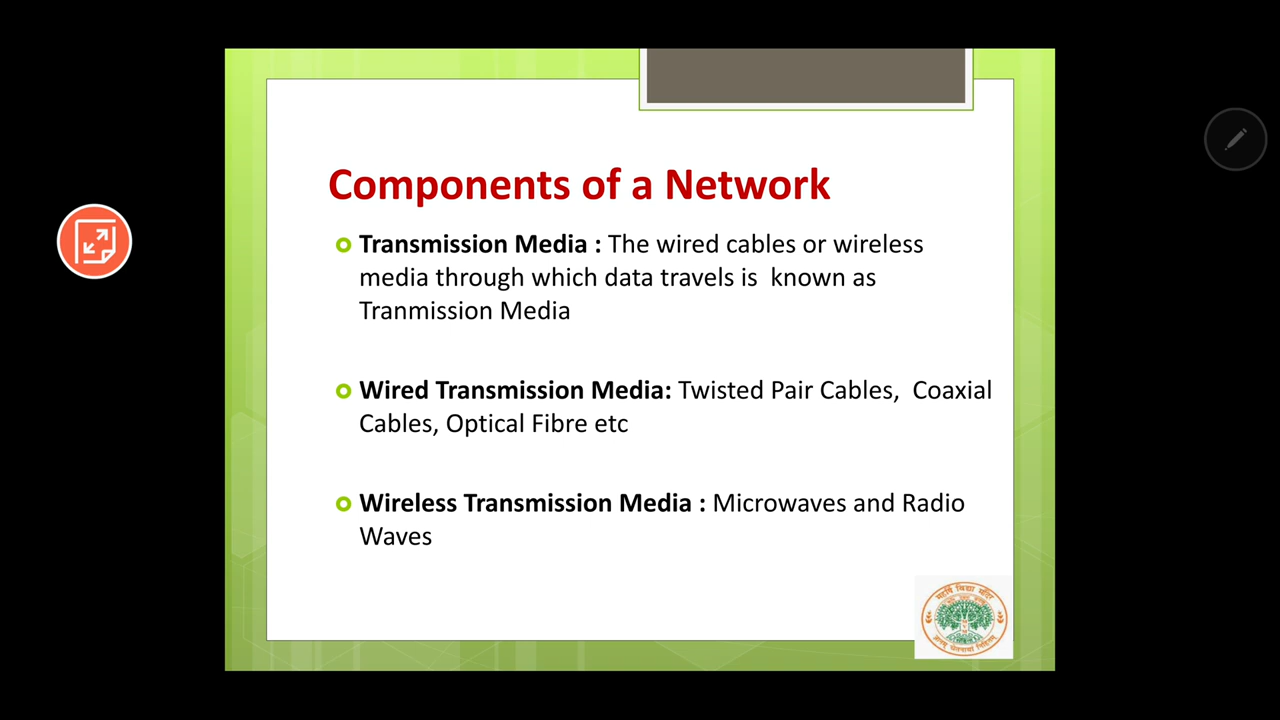 Components of a Network
Transmission Media : The wired cables or wireless
media through which data travels is  known as
Tranmission Media
Wired Transmission Media: Twisted Pair Cables,  Coaxial
Cables, Optical Fibre etc
Wireless Transmission Media : Microwaves and Radio
Waves
महर्षि विद्या मन्दिर